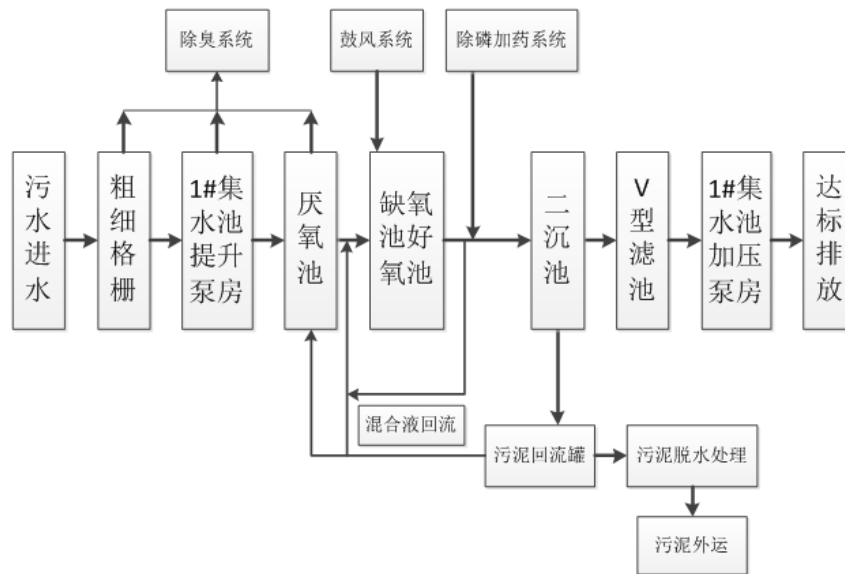 除臭系统
鼓风系统
除磷加药系统
污
水
进
水
粗
细
格
栅
1#集
水池
提升
泵房
厌
氧
池
缺氧
池好
氧池
二
沉
池
V
型
滤
池
1#集
水池
加压
泵房
达
标
排
放
混合液回流
污泥回流罐
污泥脱水处理
污泥外运